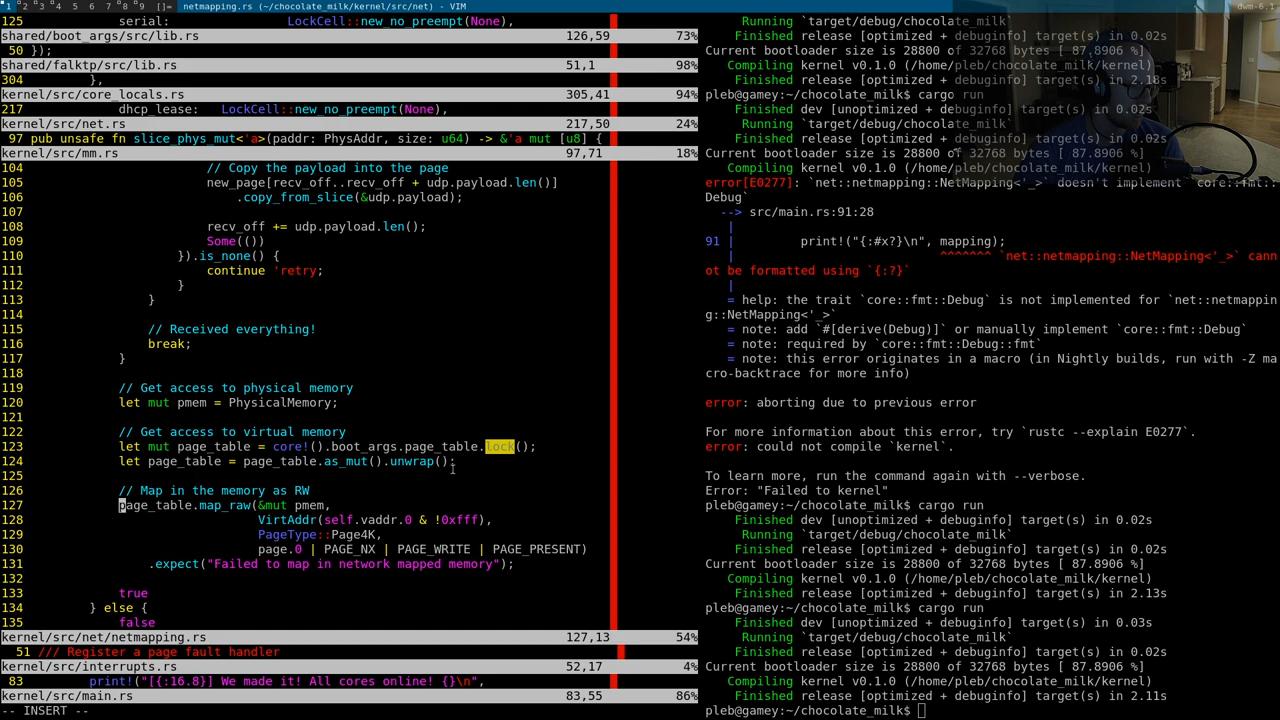 1 2 3 4 5 6 7 8 9 []= netmapping.rs (~/chocolate_milk/kernel/src/net) - VIM dwm-6.1
125 serial: LockCell::new_no_preempt(None),
shared/boot_args/src/lib.rs 126,59 73%
50 });
shared/falktp/src/lib.rs 51,1 98%
304 },
kernel/src/core_locals.rs 305,41 94%
217 dhcp_lease: LockCell::new_no_preempt(None),
kernel/src/net.rs 217,50 24%
97 pub unsafe fn slice_phys_mut<'a>(paddr: PhysAddr, size: u64) -> &'a mut [u8] {
kernel/src/mm.rs 97,71 18%
104 // Copy the payload into the page
105 new_page[recv_off..recv_off + udp.payload.len()]
106 .copy_from_slice(&udp.payload);
107
108 recv_off += udp.payload.len();
109 Some(())
110 }).is_none() {
111 continue 'retry;
112 }
113 }
114
115 // Received everything!
116 break;
117 }
118
119 // Get access to physical memory
120 let mut pmem = PhysicalMemory;
121
122 // Get access to virtual memory
123 let mut page_table = core!().boot_args.page_table.lock();
124 let page_table = page_table.as_mut().unwrap();
125
126 // Map in the memory as RW
127 page_table.map_raw(&mut pmem,
128 VirtAddr(self.vaddr.0 & !0xfff),
129 PageType::Page4K,
130 page.0 | PAGE_NX | PAGE_WRITE | PAGE_PRESENT)
131 .expect("Failed to map in network mapped memory");
132
133 true
134 } else {
135 false
kernel/src/net/netmapping.rs 127,13 54%
51 /// Register a page fault handler
kernel/src/interrupts.rs 52,17 4%
83 print!("[{:16.8}] We made it! All cores online! {}\n",
kernel/src/main.rs 83,55 86%
-- INSERT --
Running `target/debug/chocolate_milk`
Finished release [optimized + debuginfo] target(s) in 0.02s
Current bootloader size is 28800 of 32768 bytes [ 87.8906 %]
Compiling kernel v0.1.0 (/home/pleb/chocolate_milk/kernel)
Finished release [optimized + debuginfo] target(s) in 2.18s
pleb@gamey:~/chocolate_milk$ cargo run
Finished dev [unoptimized + debuginfo] target(s) in 0.02s
Running `target/debug/chocolate_milk`
Finished release [optimized + debuginfo] target(s) in 0.02s
Current bootloader size is 28800 of 32768 bytes [ 87.8906 %]
Compiling kernel v0.1.0 (/home/pleb/chocolate_milk/kernel)
error[E0277]: `net::netmapping::NetMapping<'_>` doesn't implement `core::fmt::
Debug`
--> src/main.rs:91:28
|
91 | print!("{:#x?}\n", mapping);
| ^^^^^^^ `net::netmapping::NetMapping<'_>` cann
ot be formatted using `{:?}`
|
= help: the trait `core::fmt::Debug` is not implemented for `net::netmappin
g::NetMapping<'_>`
= note: add `#[derive(Debug)]` or manually implement `core::fmt::Debug`
= note: required by `core::fmt::Debug::fmt`
= note: this error originates in a macro (in Nightly builds, run with -Z ma
cro-backtrace for more info)
error: aborting due to previous error
For more information about this error, try `rustc --explain E0277`.
error: could not compile `kernel`.
To learn more, run the command again with --verbose.
Error: "Failed to kernel"
pleb@gamey:~/chocolate_milk$ cargo run
Finished dev [unoptimized + debuginfo] target(s) in 0.02s
Finished release [optimized + debuginfo] target(s) in 0.02s
Current bootloader size is 28800 of 32768 bytes [ 87.8906 %]
Compiling kernel v0.1.0 (/home/pleb/chocolate_milk/kernel)
Finished release [optimized + debuginfo] target(s) in 2.13s
pleb@gamey:~/chocolate_milk$ cargo run
Finished dev [unoptimized + debuginfo] target(s) in 0.03s
Running `target/debug/chocolate_milk`
Finished release [optimized + debuginfo] target(s) in 0.02s
Current bootloader size is 28800 of 32768 bytes [ 87.8906 %]
Compiling kernel v0.1.0 (/home/pleb/chocolate_milk/kernel)
Finished release [optimized + debuginfo] target(s) in 2.11s
pleb@gamey:~/chocolate_milk$